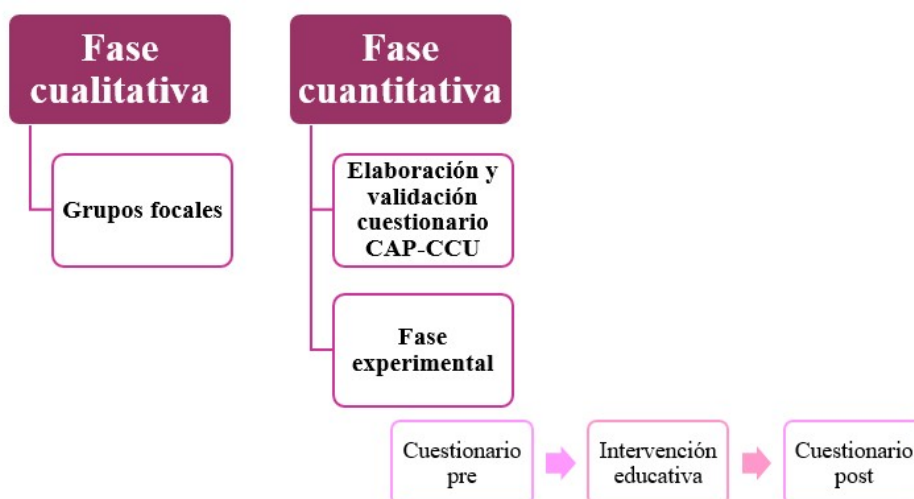 Fase
cualitativa
Grupos focales
Fase
cuantitativa
Elaboración y
validación
cuestionario
CAP-CCU
Fase
experimental
Cuestionario
pre
Intervención
educativa
Cuestionario
post